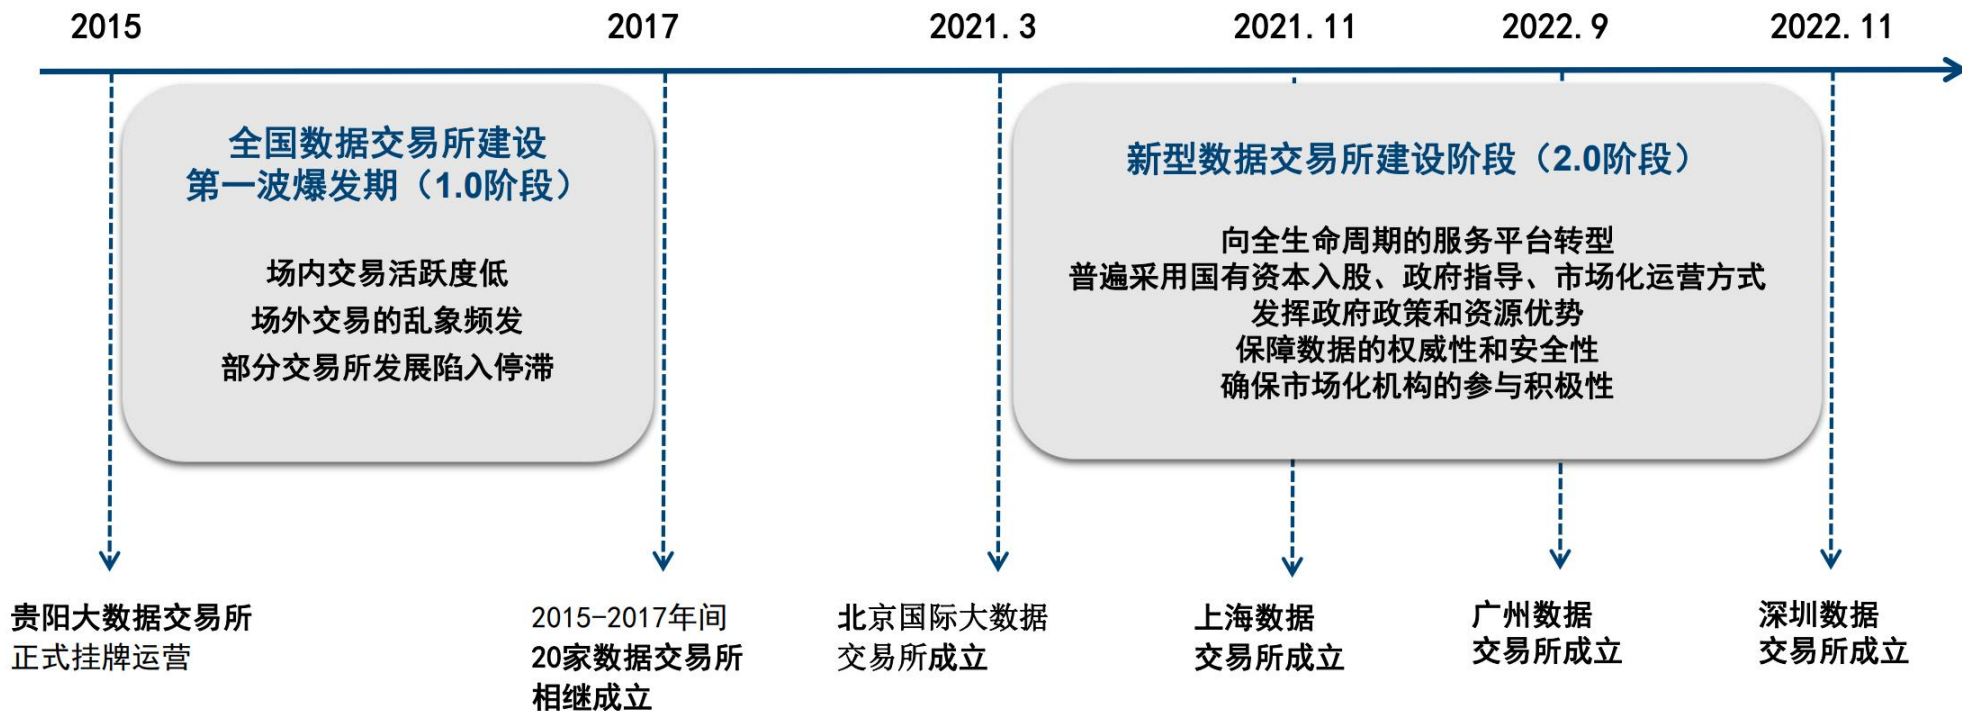 2015
2017
2021.3
2021.11
2022.9
2022.11
全国数据交易所建设
第一波爆发期（1.0阶段）
场内交易活跃度低
场外交易的乱象频发
部分交易所发展陷入停滞
新型数据交易所建设阶段（2.0阶段）
向全生命周期的服务平台转型
普遍采用国有资本入股、政府指导、市场化运营方式
发挥政府政策和资源优势
保障数据的权威性和安全性
确保市场化机构的参与积极性
贵阳大数据交易所
正式挂牌运营
2015-2017年间
20家数据交易所
相继成立
北京国际大数据
交易所成立
上海数据
交易所成立
广州数据
交易所成立
深圳数据
交易所成立